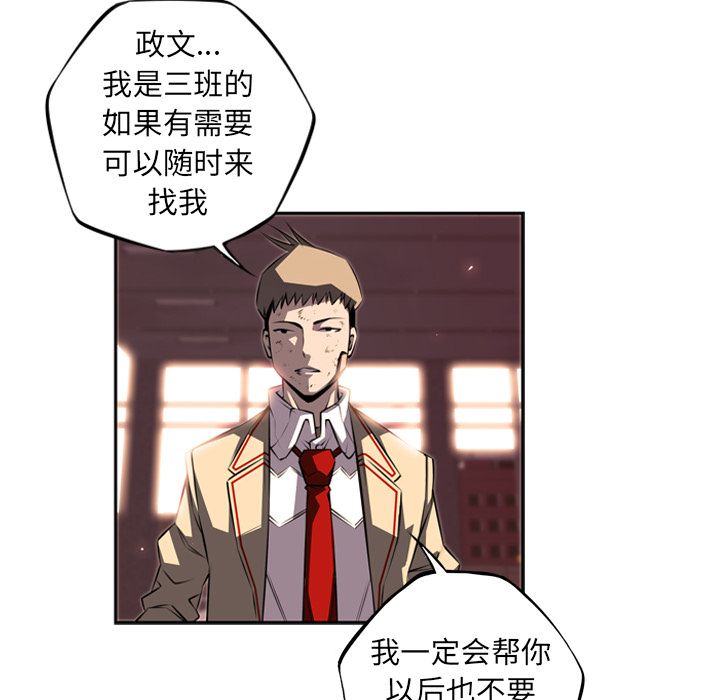 政文...
我是三班的
如果有需要
可以随时来
找我
我一定会帮你
以后也不要